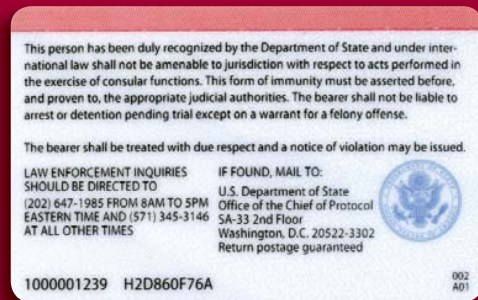 This person has been duly recognized by the Department of State and under inter-
national law shall not be amenable to jurisdiction with respect to acts performed in
the exercise of consular functions. This form of immunity must be asserted before,
and proven to, the appropriate judicial authorities. The bearer shall not be liable to
arrest or detention pending trial except on a warrant for a felony offense.
The bearer shall be treated with due respect and a notice of violation may be issued.
LAW ENFORCEMENT INQUIRIES
SHOULD BE DIRECTED TO
(202) 647-1985 FROM 8AM TO 5PM
EASTERN TIME AND (571) 345-3146
AT ALL OTHER TIMES
IF FOUND, MAIL TO:
U.S. Department of State
Office of the Chief of Protocol
SA-33 2nd Floor
Washington, D.C. 20522-3302
Return postage guaranteed
1000001239 H2D860F76A
002
A01